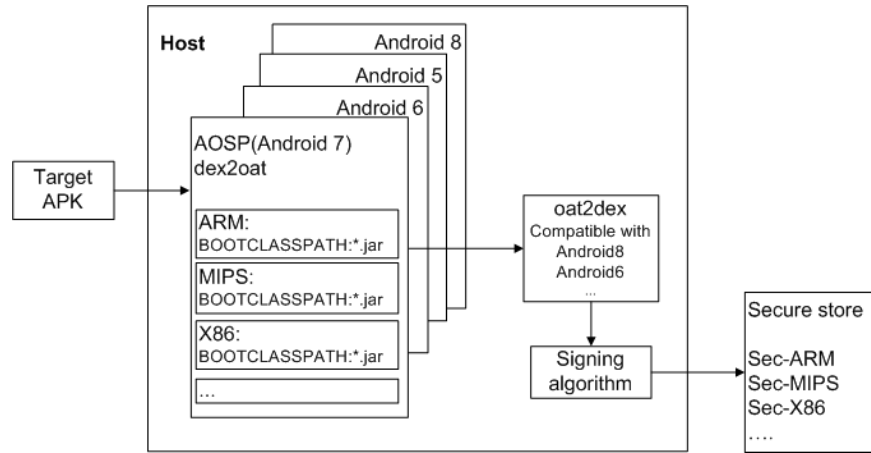 Host
Android 8
Android 5
Android 6
AOSP(Android 7)
dex2oat
Target
APK
ARM:
BOOTCLASSPATH:*.jar
MIPS:
BOOTCLASSPATH:*.jar
X86:
BOOTCLASSPATH:*.jar
...
oat2dex
Compatible with
Android8
Android6
...
Signing
algorithm
Secure store
Sec-ARM
Sec-MIPS
Sec-X86
....